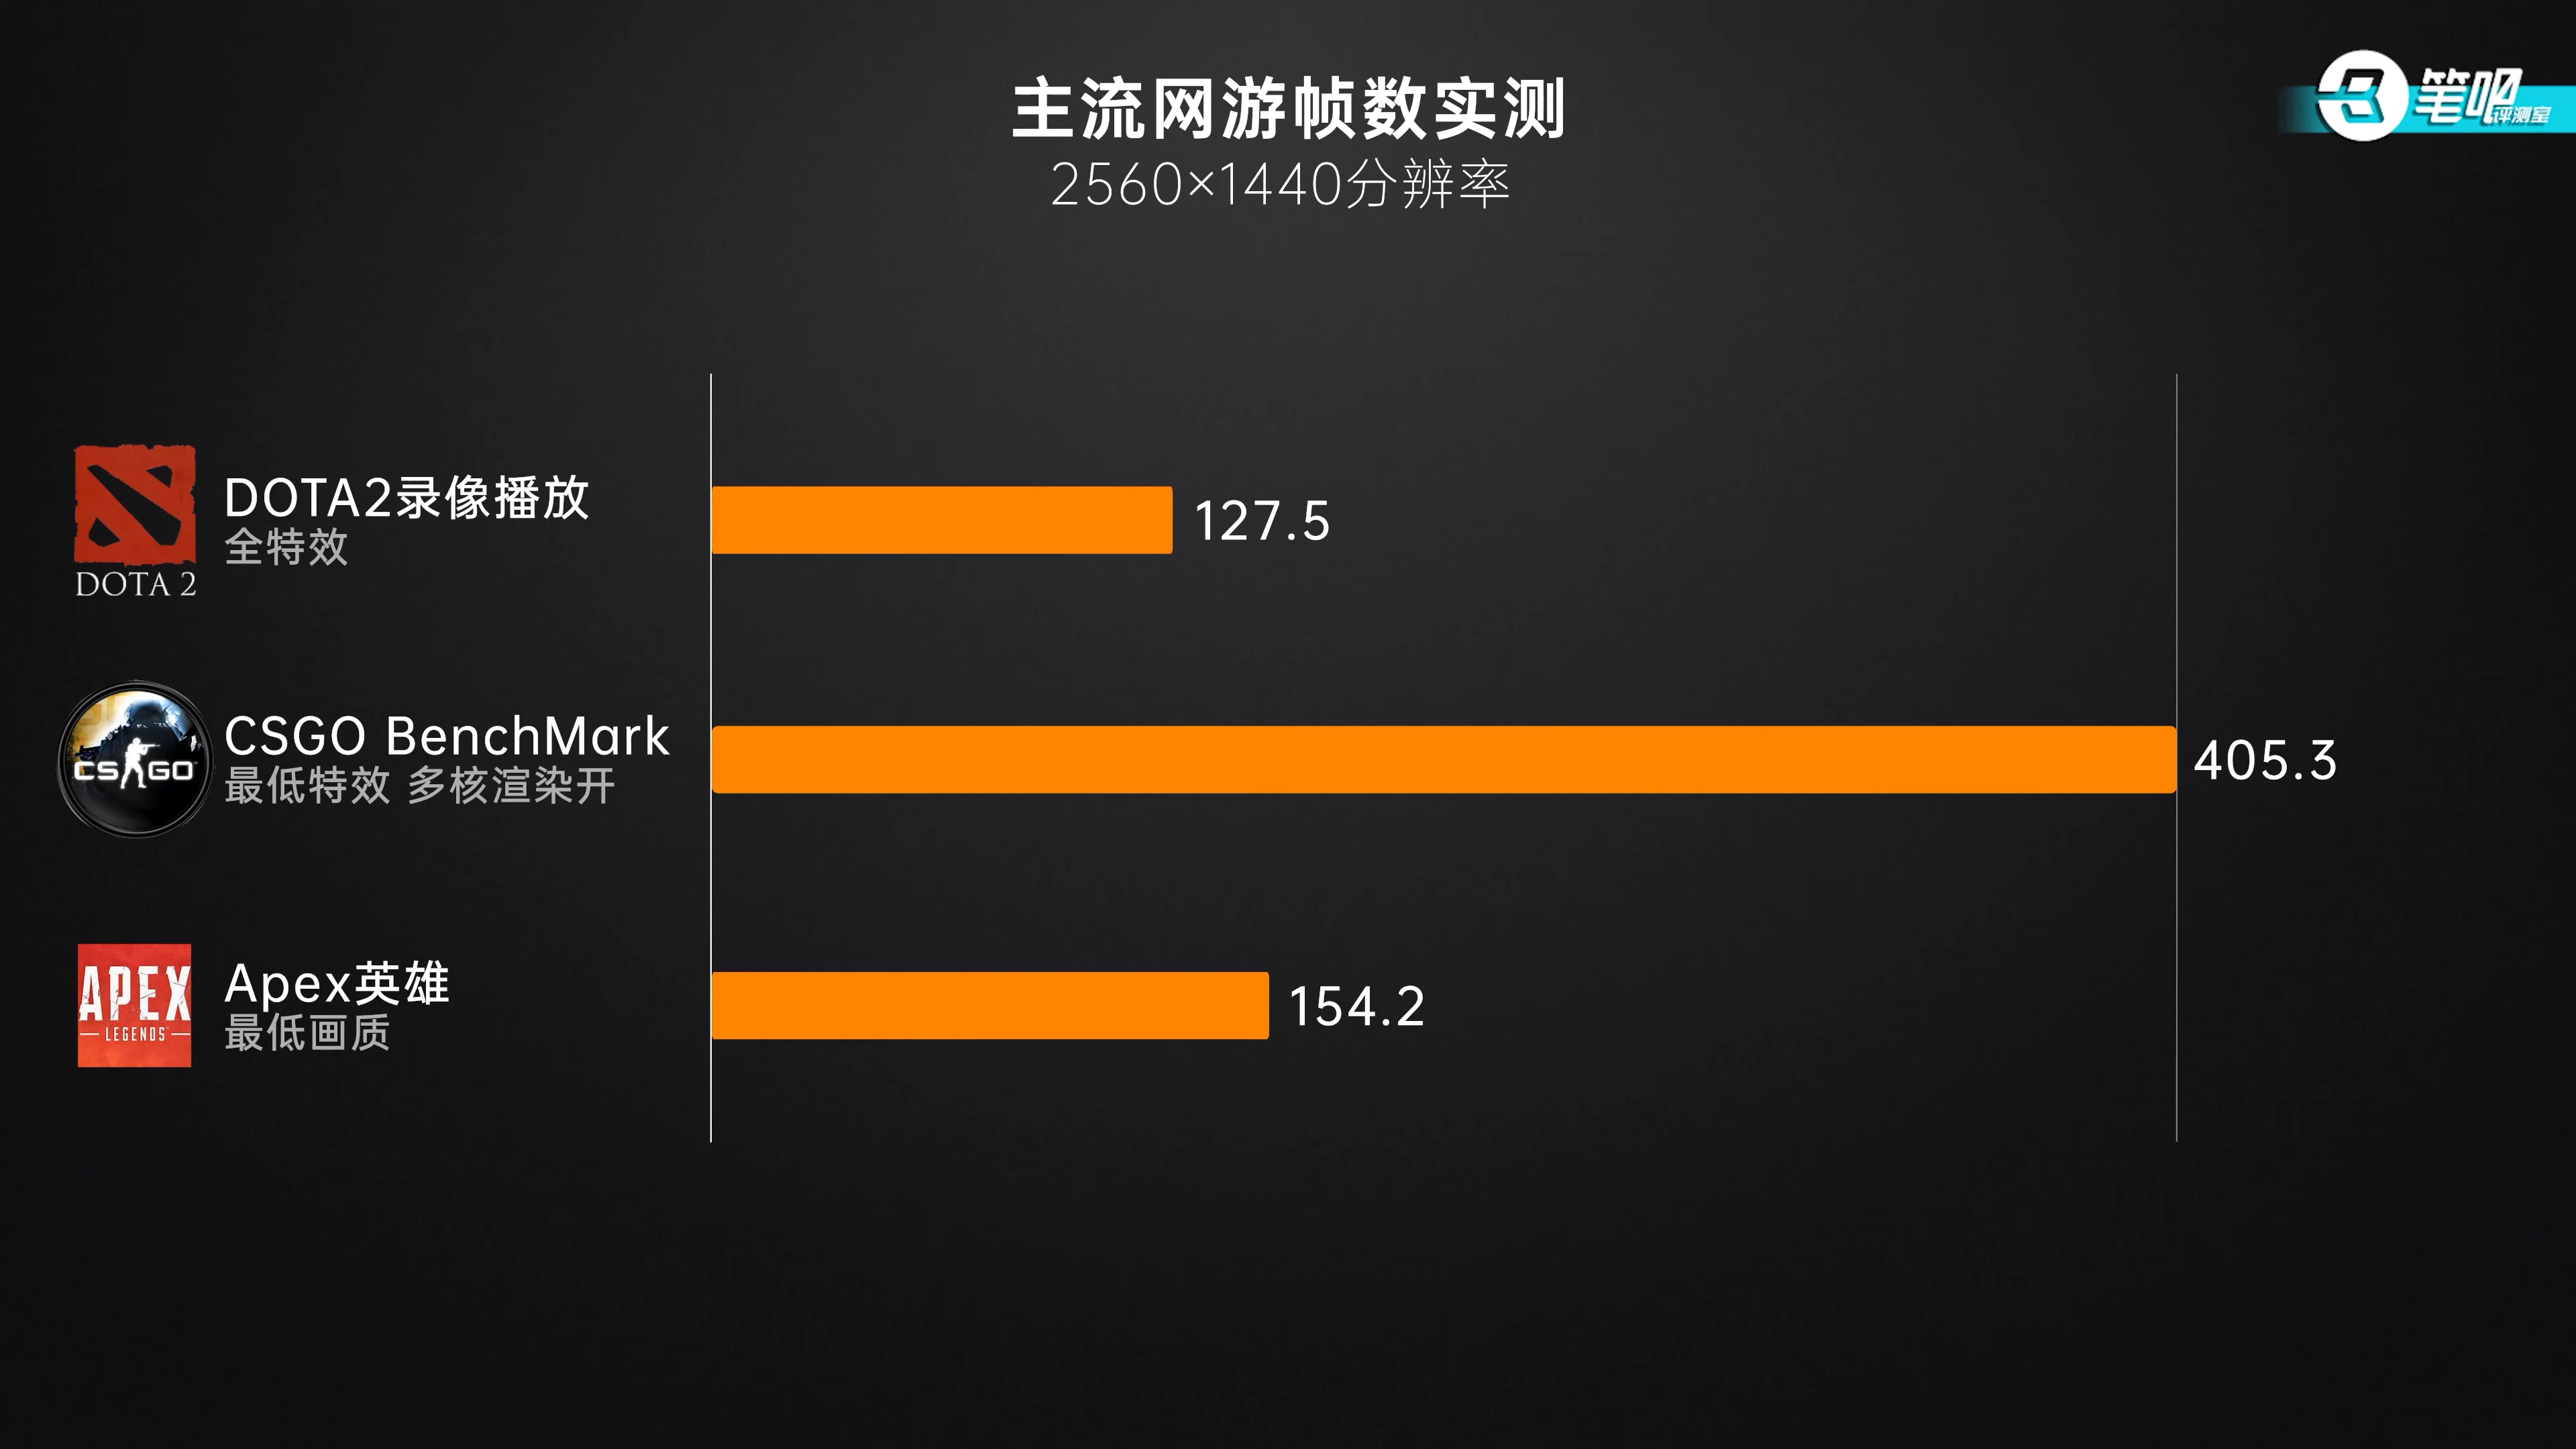 主流网游帧数实测
2560×1440分辨率
笔吧评测室
DOTA2录像播放
全特效
DOTA 2
127.5
CSGO BenchMark
最低特效 多核渲染开
CS GO
405.3
Apex英雄
最低画质
APEX
LEGENDS
154.2